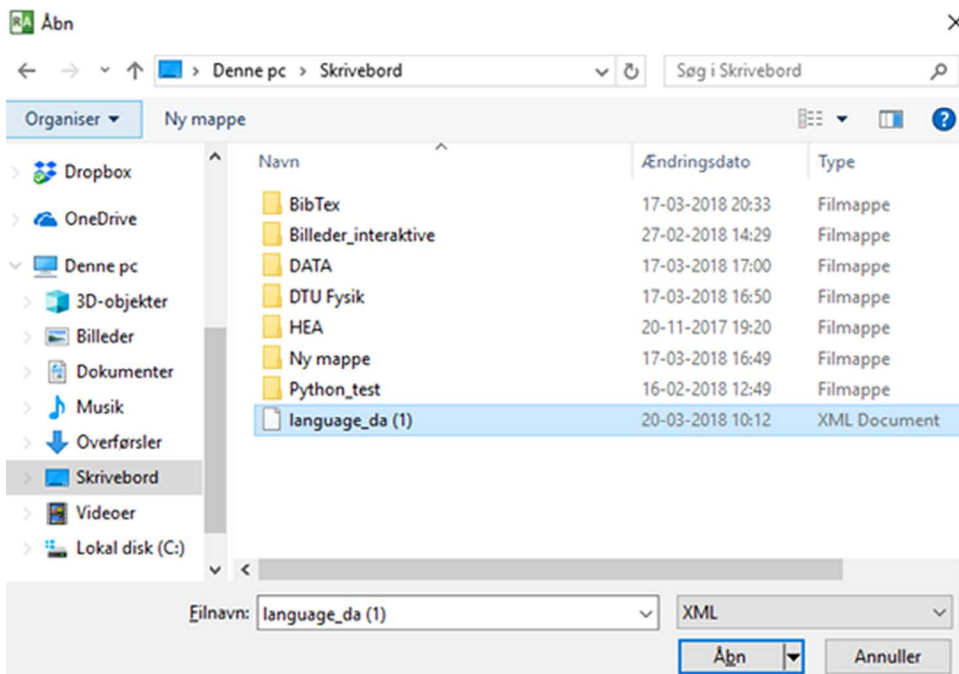 RA Åbn
Denne pc > Skrivebord
Søg i Skrivebord
Organiser
Ny mappe
Dropbox
OneDrive
Denne pc
3D-objekter
Billeder
Dokumenter
Musik
Overførsler
Skrivebord
Videoer
Lokal disk (C:)
Navn Ændringsdato Type
BibTex 17-03-2018 20:33 Filmappe
Billeder_interaktive 27-02-2018 14:29 Filmappe
DATA 17-03-2018 17:00 Filmappe
DTU Fysik 17-03-2018 16:50 Filmappe
HEA 20-11-2017 19:20 Filmappe
Ny mappe 17-03-2018 16:49 Filmappe
Python_test 16-02-2018 12:49 Filmappe
language_da (1) 20-03-2018 10:12 XML Document
Filnavn: language_da (1)
XML
Åbn
Annuller